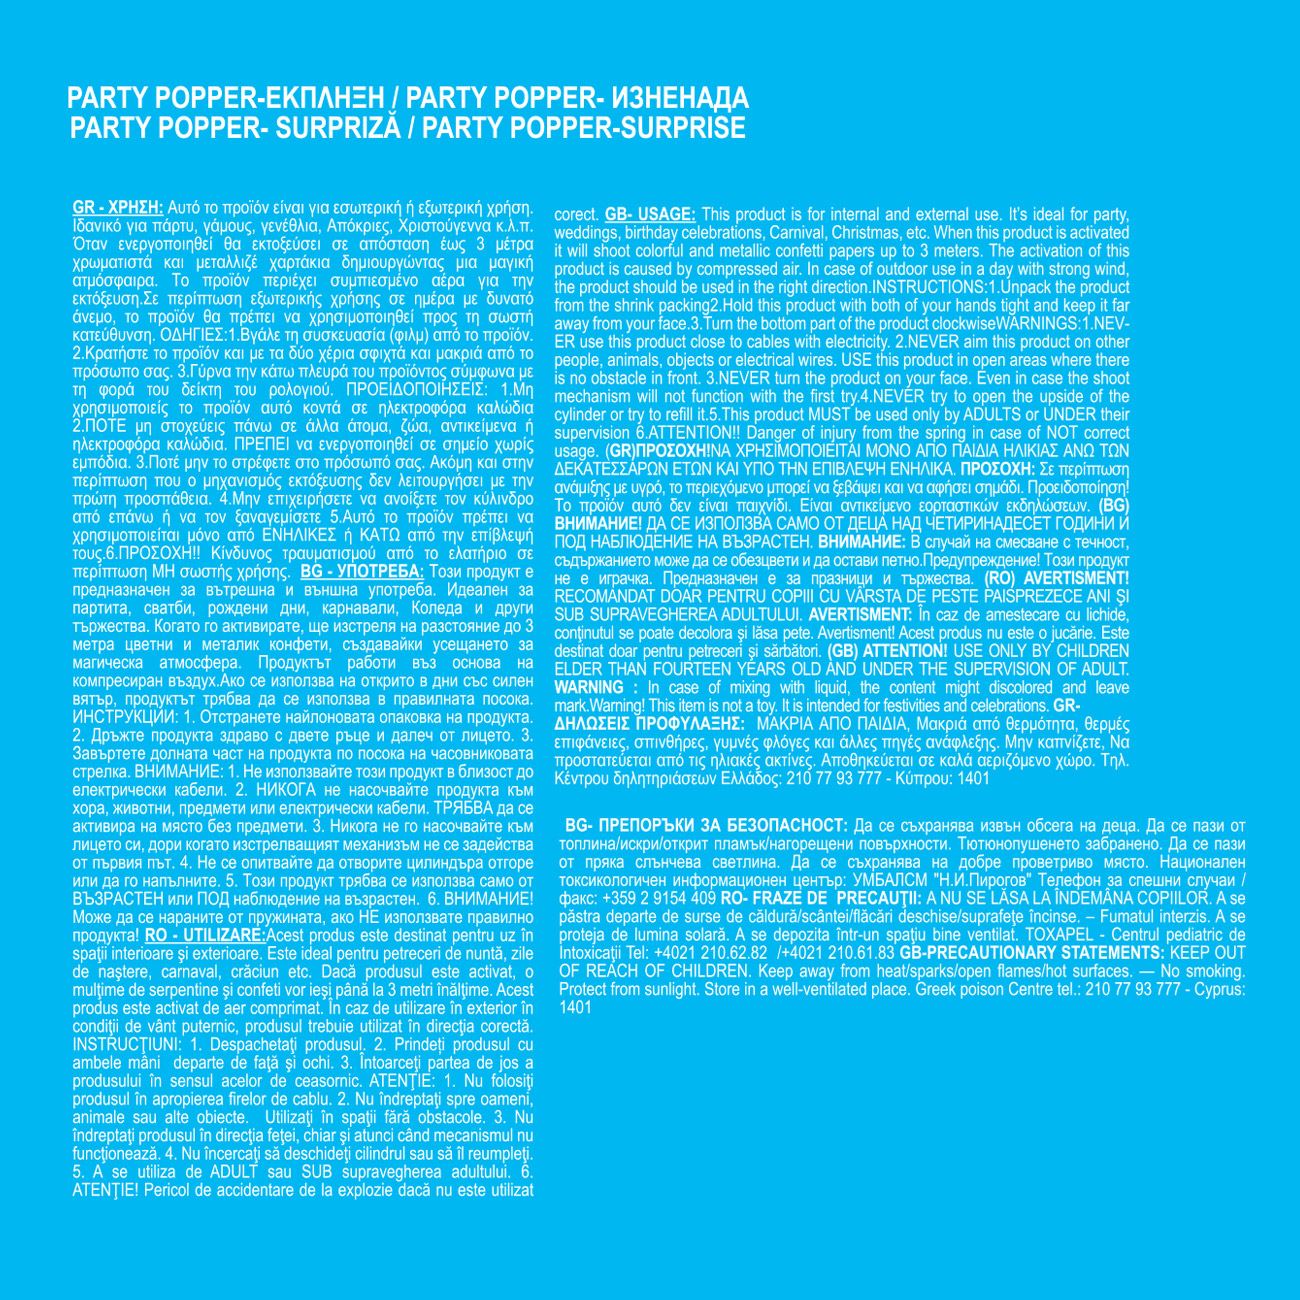 PARTY POPPER-ΕΚΠΛΗΞΗ / PARTY POPPER- ИЗНЕНАДА
PARTY POPPER- SURPRIZĂ / PARTY POPPER-SURPRISE
GR - ΧΡΗΣΗ: Αυτό το προϊόν είναι για εσωτερική ή εξωτερική χρήση.
Ιδανικό για πάρτυ, γάμους, γενέθλια, Απόκριες, Χριστούγεννα κ.λ.π.
Όταν ενεργοποιηθεί θα εκτοξεύσει σε απόσταση έως 3 μέτρα
χρωματιστά και μεταλλιζέ χαρτάκια δημιουργώντας μια μαγική
ατμόσφαιρα. Το προϊόν περιέχει συμπιεσμένο αέρα για την
εκτόξευση.Σε περίπτωση εξωτερικής χρήσης σε ημέρα με δυνατό
άνεμο, το προϊόν θα πρέπει να χρησιμοποιηθεί προς τη σωστή
κατεύθυνση. ΟΔΗΓΙΕΣ:1.Βγάλε τη συσκευασία (φιλμ) από το προϊόν.
2.Κρατήστε το προϊόν και με τα δύο χέρια σφιχτά και μακριά από το
πρόσωπο σας. 3.Γύρνα την κάτω πλευρά του προϊόντος σύμφωνα με
τη φορά του δείκτη του ρολογιού. ΠΡΟΕΙΔΟΠΟΙΗΣΕΙΣ: 1.Μη
χρησιμοποιείς το προϊόν αυτό κοντά σε ηλεκτροφόρα καλώδια
2.ΠΟΤΕ μη στοχεύεις πάνω σε άλλα άτομα, ζώα, αντικείμενα ή
ηλεκτροφόρα καλώδια. ΠΡΕΠΕΙ να ενεργοποιηθεί σε σημείο χωρίς
εμπόδια. 3.Ποτέ μην το στρέφετε στο πρόσωπό σας. Ακόμη και στην
περίπτωση που ο μηχανισμός εκτόξευσης δεν λειτουργήσει με την
πρώτη προσπάθεια. 4.Μην επιχειρήσετε να ανοίξετε τον κύλινδρο
από επάνω ή να τον ξαναγεμίσετε 5.Αυτό το προϊόν πρέπει να
χρησιμοποιείται μόνο από ΕΝΗΛΙΚΕΣ ή ΚΑΤΩ από την επίβλεψή
τους.6.ΠΡΟΣΟΧΗ!! Κίνδυνος τραυματισμού από το ελατήριο σε
περίπτωση ΜΗ σωστής χρήσης. BG - УПОТРЕБА: Този продукт е
предназначен за вътрешна и външна употреба. Идеален за
партита, сватби, рождени дни, карнавали, Коледа и други
тържества. Когато го активирате, ще изстреля на разстояние до 3
метра цветни и металик конфети, създавайки усещането за
магическа атмосфера. Продуктът работи въз основа на
компресиран въздух.Ако се използва на открито в дни със силен
вятър, продуктът трябва да се използва в правилната посока.
ИНСТРУКЦИИ: 1. Отстранете найлоновата опаковка на продукта.
2. Дръжте продукта здраво с двете ръце и далеч от лицето. 3.
Завъртете долната част на продукта по посока на часовниковата
стрелка. ВНИМАНИЕ: 1. Не използвайте този продукт в близост до
електрически кабели. 2. НИКОГА не насочвайте продукта към
хора, животни, предмети или електрически кабели. ТРЯБВА да се
активира на място без предмети. 3. Никога не го насочвайте към
лицето си, дори когато изстрелващият механизъм не се задейства
от първия път. 4. Не се опитвайте да отворите цилиндъра отгоре
или да го напълните. 5. Този продукт трябва се използва само от
ВЪЗРАСТЕН или ПОД наблюдение на възрастен. 6. ВНИМАНИЕ!
Може да се нараните от пружината, ако НЕ използвате правилно
продукта! RO - UTILIZARE:Acest produs este destinat pentru uz în
spaţii interioare şi exterioare. Este ideal pentru petreceri de nuntă, zile
de naştere, carnaval, crăciun etc. Dacă produsul este activat, o
mulţime de serpentine şi confeti vor ieşi până la 3 metri înălţime. Acest
produs este activat de aer comprimat. În caz de utilizare în exterior în
condiţii de vânt puternic, produsul trebuie utilizat în direcţia corectă.
INSTRUCŢIUNI: 1. Despachetaţi produsul. 2. Prindeţi produsul cu
ambele mâni departe de faţă şi ochi. 3. Întoarceţi partea de jos a
produsului în sensul acelor de ceasornic. ATENŢIE: 1. Nu folosiţi
produsul în apropierea firelor de cablu. 2. Nu îndreptaţi spre oameni,
animale sau alte obiecte. Utilizaţi în spaţii fără obstacole. 3. Nu
îndreptaţi produsul în direcţia feţei, chiar şi atunci când mecanismul nu
funcţionează. 4. Nu încercaţi să deschideţi cilindrul sau să îl reumpleţi.
5. A se utiliza de ADULT sau SUB supravegherea adultului. 6.
ATENŢIE! Pericol de accidentare de la explozie dacă nu este utilizat
corect. GB- USAGE: This product is for internal and external use. It's ideal for party,
weddings, birthday celebrations, Carnival, Christmas, etc. When this product is activated
it will shoot colorful and metallic confetti papers up to 3 meters. The activation of this
product is caused by compressed air. In case of outdoor use in a day with strong wind,
the product should be used in the right direction.INSTRUCTIONS:1.Unpack the product
from the shrink packing2.Hold this product with both of your hands tight and keep it far
away from your face.3.Turn the bottom part of the product clockwiseWARNINGS:1.NEV-
ER use this product close to cables with electricity. 2.NEVER aim this product on other
people, animals, objects or electrical wires. USE this product in open areas where there
is no obstacle in front. 3.NEVER turn the product on your face. Even in case the shoot
mechanism will not function with the first try.4.NEVER try to open the upside of the
cylinder or try to refill it.5.This product MUST be used only by ADULTS or UNDER their
supervision 6.ATTENTION!! Danger of injury from the spring in case of NOT correct
usage. (GR)ΠΡΟΣΟΧΗ!ΝΑ ΧΡΗΣΙΜΟΠΟΙΕΙΤΑΙ ΜΟΝΟ ΑΠΟ ΠΑΙΔΙΑ ΗΛΙΚΙΑΣ ΑΝΩ ΤΩΝ
ΔΕΚΑΤΕΣΣΑΡΩΝ ΕΤΩΝ ΚΑΙ ΥΠΟ ΤΗΝ ΕΠΙΒΛΕΨΗ ΕΝΗΛΙΚΑ. ΠΡΟΣΟΧΗ: Σε περίπτωση
ανάμιξης με υγρό, το περιεχόμενο μπορεί να ξεβάψει και να αφήσει σημάδι. Προειδοποίηση!
Το προϊόν αυτό δεν είναι παιχνίδι. Είναι αντικείμενο εορταστικών εκδηλώσεων. (BG)
ВНИМАНИЕ! ДА СЕ ИЗПОЛЗВА САМО ОТ ДЕЦА НАД ЧЕТИРИНАДЕСЕТ ГОДИНИ И
ПОД НАБЛЮДЕНИЕ НА ВЪЗРАСТЕН. ВНИМАНИЕ: В случай на смесване с течност,
съдържанието може да се обезцвети и да остави петно.Предупреждение! Този продукт
не е играчка. Предназначен е за празници и тържества. (RO) AVERTISMENT!
RECOMANDAT DOAR PENTRU COPIII CU VÂRSTA DE PESTE PAISPREZECE ANI ŞI
SUB SUPRAVEGHEREA ADULTULUI. AVERTISMENT: În caz de amestecare cu lichide,
conţinutul se poate decolora şi lăsa pete. Avertisment! Acest produs nu este o jucărie. Este
destinat doar pentru petreceri şi sărbători. (GB) ATTENTION! USE ONLY BY CHILDREN
ELDER THAN FOURTEEN YEARS OLD AND UNDER THE SUPERVISION OF ADULT.
WARNING : In case of mixing with liquid, the content might discolored and leave
mark.Warning! This item is not a toy. It is intended for festivities and celebrations. GR-
ΔΗΛΩΣΕΙΣ ΠΡΟΦΥΛΑΞΗΣ: ΜΑΚΡΙΑ ΑΠΟ ΠΑΙΔΙΑ, Μακριά από θερμότητα, θερμές
επιφάνειες, σπινθήρες, γυμνές φλόγες και άλλες πηγές ανάφλεξης. Μην καπνίζετε, Να
προστατεύεται από τις ηλιακές ακτίνες. Αποθηκεύεται σε καλά αεριζόμενο χώρο. Τηλ.
Κέντρου δηλητηριάσεων Ελλάδος: 210 77 93 777 - Κύπρου: 1401
BG- ПРЕПОРЪКИ ЗА БЕЗОПАСНОСТ: Да се съхранява извън обсега на деца. Да се пази от
топлина/искри/открит пламък/нагорещени повърхности. Тютюнопушенето забранено. Да се пази
от пряка слънчева светлина. Да се съхранява на добре проветриво място. Национален
токсикологичен информационен център: УМБАЛСМ "Н.И.Пирогов" Телефон за спешни случаи /
факс: +359 2 9154 409 RO- FRAZE DE PRECAUŢII: A NU SE LĂSA LA ÎNDEMÂNA COPIILOR. A se
păstra departe de surse de căldură/scântei/flăcări deschise/suprafeţe încinse. – Fumatul interzis. A se
proteja de lumina solară. A se depozita într-un spaţiu bine ventilat. TOXAPEL - Centrul pediatric de
Intoxicaţii Tel: +4021 210.62.82 /+4021 210.61.83 GB-PRECAUTIONARY STATEMENTS: KEEP OUT
OF REACH OF CHILDREN. Keep away from heat/sparks/open flames/hot surfaces. — No smoking.
Protect from sunlight. Store in a well-ventilated place. Greek poison Centre tel.: 210 77 93 777 - Cyprus:
1401